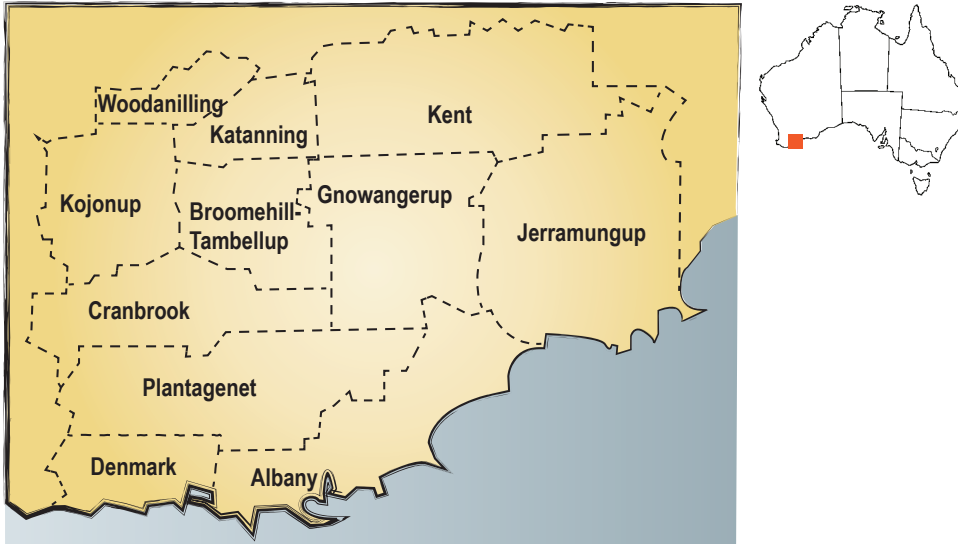 Woodanilling
Kent
Katanning
Kojonup
Gnowangerup
Broomehill-
Tambellup
Jerramungup
Cranbrook
Plantagenet
Denmark
Albany